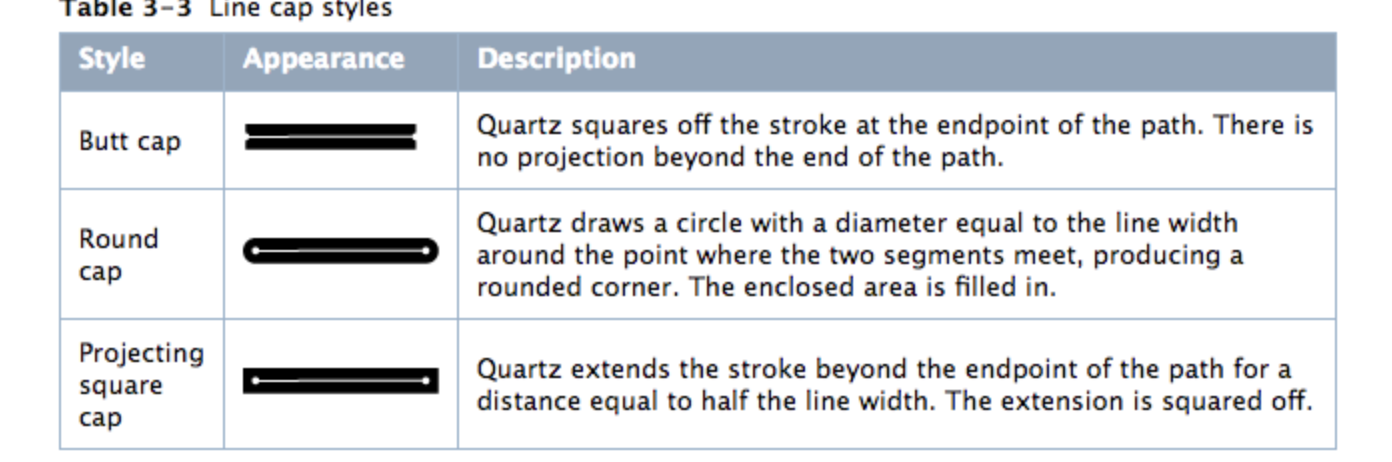 Table 3-3 Line cap styles
Style Appearance Description
Butt cap
Quartz squares off the stroke at the endpoint of the path. There is
no projection beyond the end of the path.
Round
cap
Quartz draws a circle with a diameter equal to the line width
around the point where the two segments meet, producing a
rounded corner. The enclosed area is filled in.
Projecting
square
cap
Quartz extends the stroke beyond the endpoint of the path for a
distance equal to half the line width. The extension is squared off.